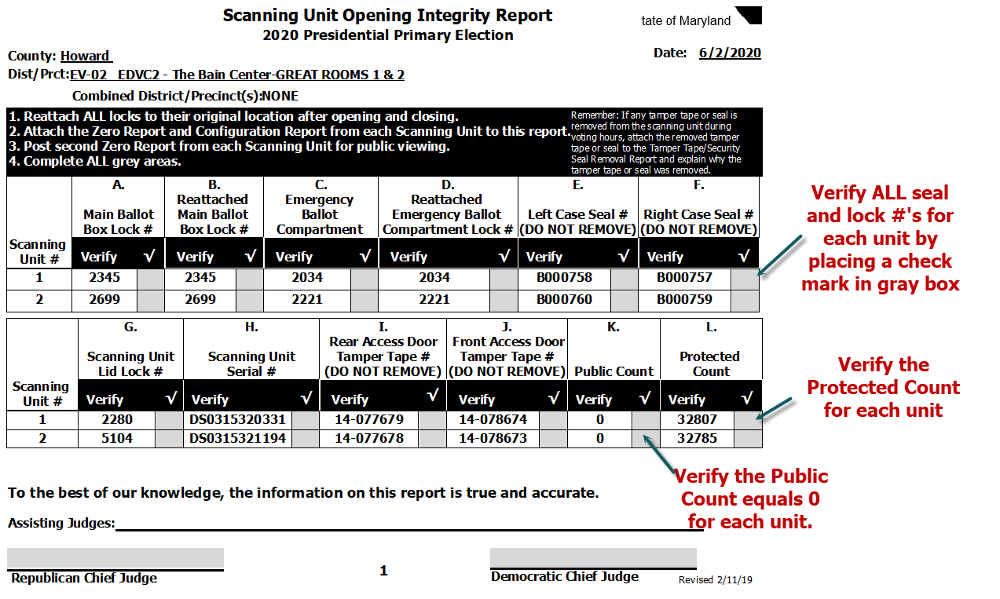 Scanning Unit Opening Integrity Report
tate of Maryland
2020 Presidential Primary Election
County: Howard
Date: 6/2/2020
Dist/Prct:EV-02 EDVC2 - The Bain Center-GREAT ROOMS 1 & 2
Combined District/Precinct(s):NONE
1. Reattach ALL locks to their original location after opening and closing.
2. Attach the Zero Report and Configuration Report from each Scanning Unit to this report.
3. Post second Zero Report from each Scanning Unit for public viewing.
4. Complete ALL grey areas.
Remember: If any tamper tape or seal is
removed from the scanning unit during
voting hours, attach the removed tamper
tape or seal to the Tamper Tape/Security
Seal Removal Report and explain why the
tamper tape or seal was removed.
Scanning
Unit #
A.
Main Ballot
Box Lock #
B.
Reattached
Main Ballot
Box Lock #
C.
Emergency
Ballot
Compartment
D.
Reattached
Emergency Ballot
Compartment Lock #
E.
Left Case Seal #
(DO NOT REMOVE)
F.
Right Case Seal #
(DO NOT REMOVE)
Verify √ Verify √ Verify √ Verify √ Verify √ Verify √
1 2345 2345 2034 2034 B000758 B000757
2 2699 2699 2221 2221 B000760 B000759
Verify ALL seal
and lock #'s for
each unit by
placing a check
mark in gray box
Scanning
Unit #
G.
Scanning Unit
Lid Lock #
H.
Scanning Unit
Serial #
I.
Rear Access Door
Tamper Tape #
(DO NOT REMOVE)
J.
Front Access Door
Tamper Tape #
(DO NOT REMOVE)
K.
Public Count
L.
Protected
Count
Verify √ Verify √ Verify √ Verify √ Verify √ Verify √
1 2280 DS0315320331 14-077679 14-078674 0 32807
2 5104 DS0315321194 14-077678 14-078673 0 32785
Verify the
Protected Count
for each unit
Verify the Public
Count equals 0
for each unit.
To the best of our knowledge, the information on this report is true and accurate.
Assisting Judges:
Republican Chief Judge
1
Democratic Chief Judge
Revised 2/11/19